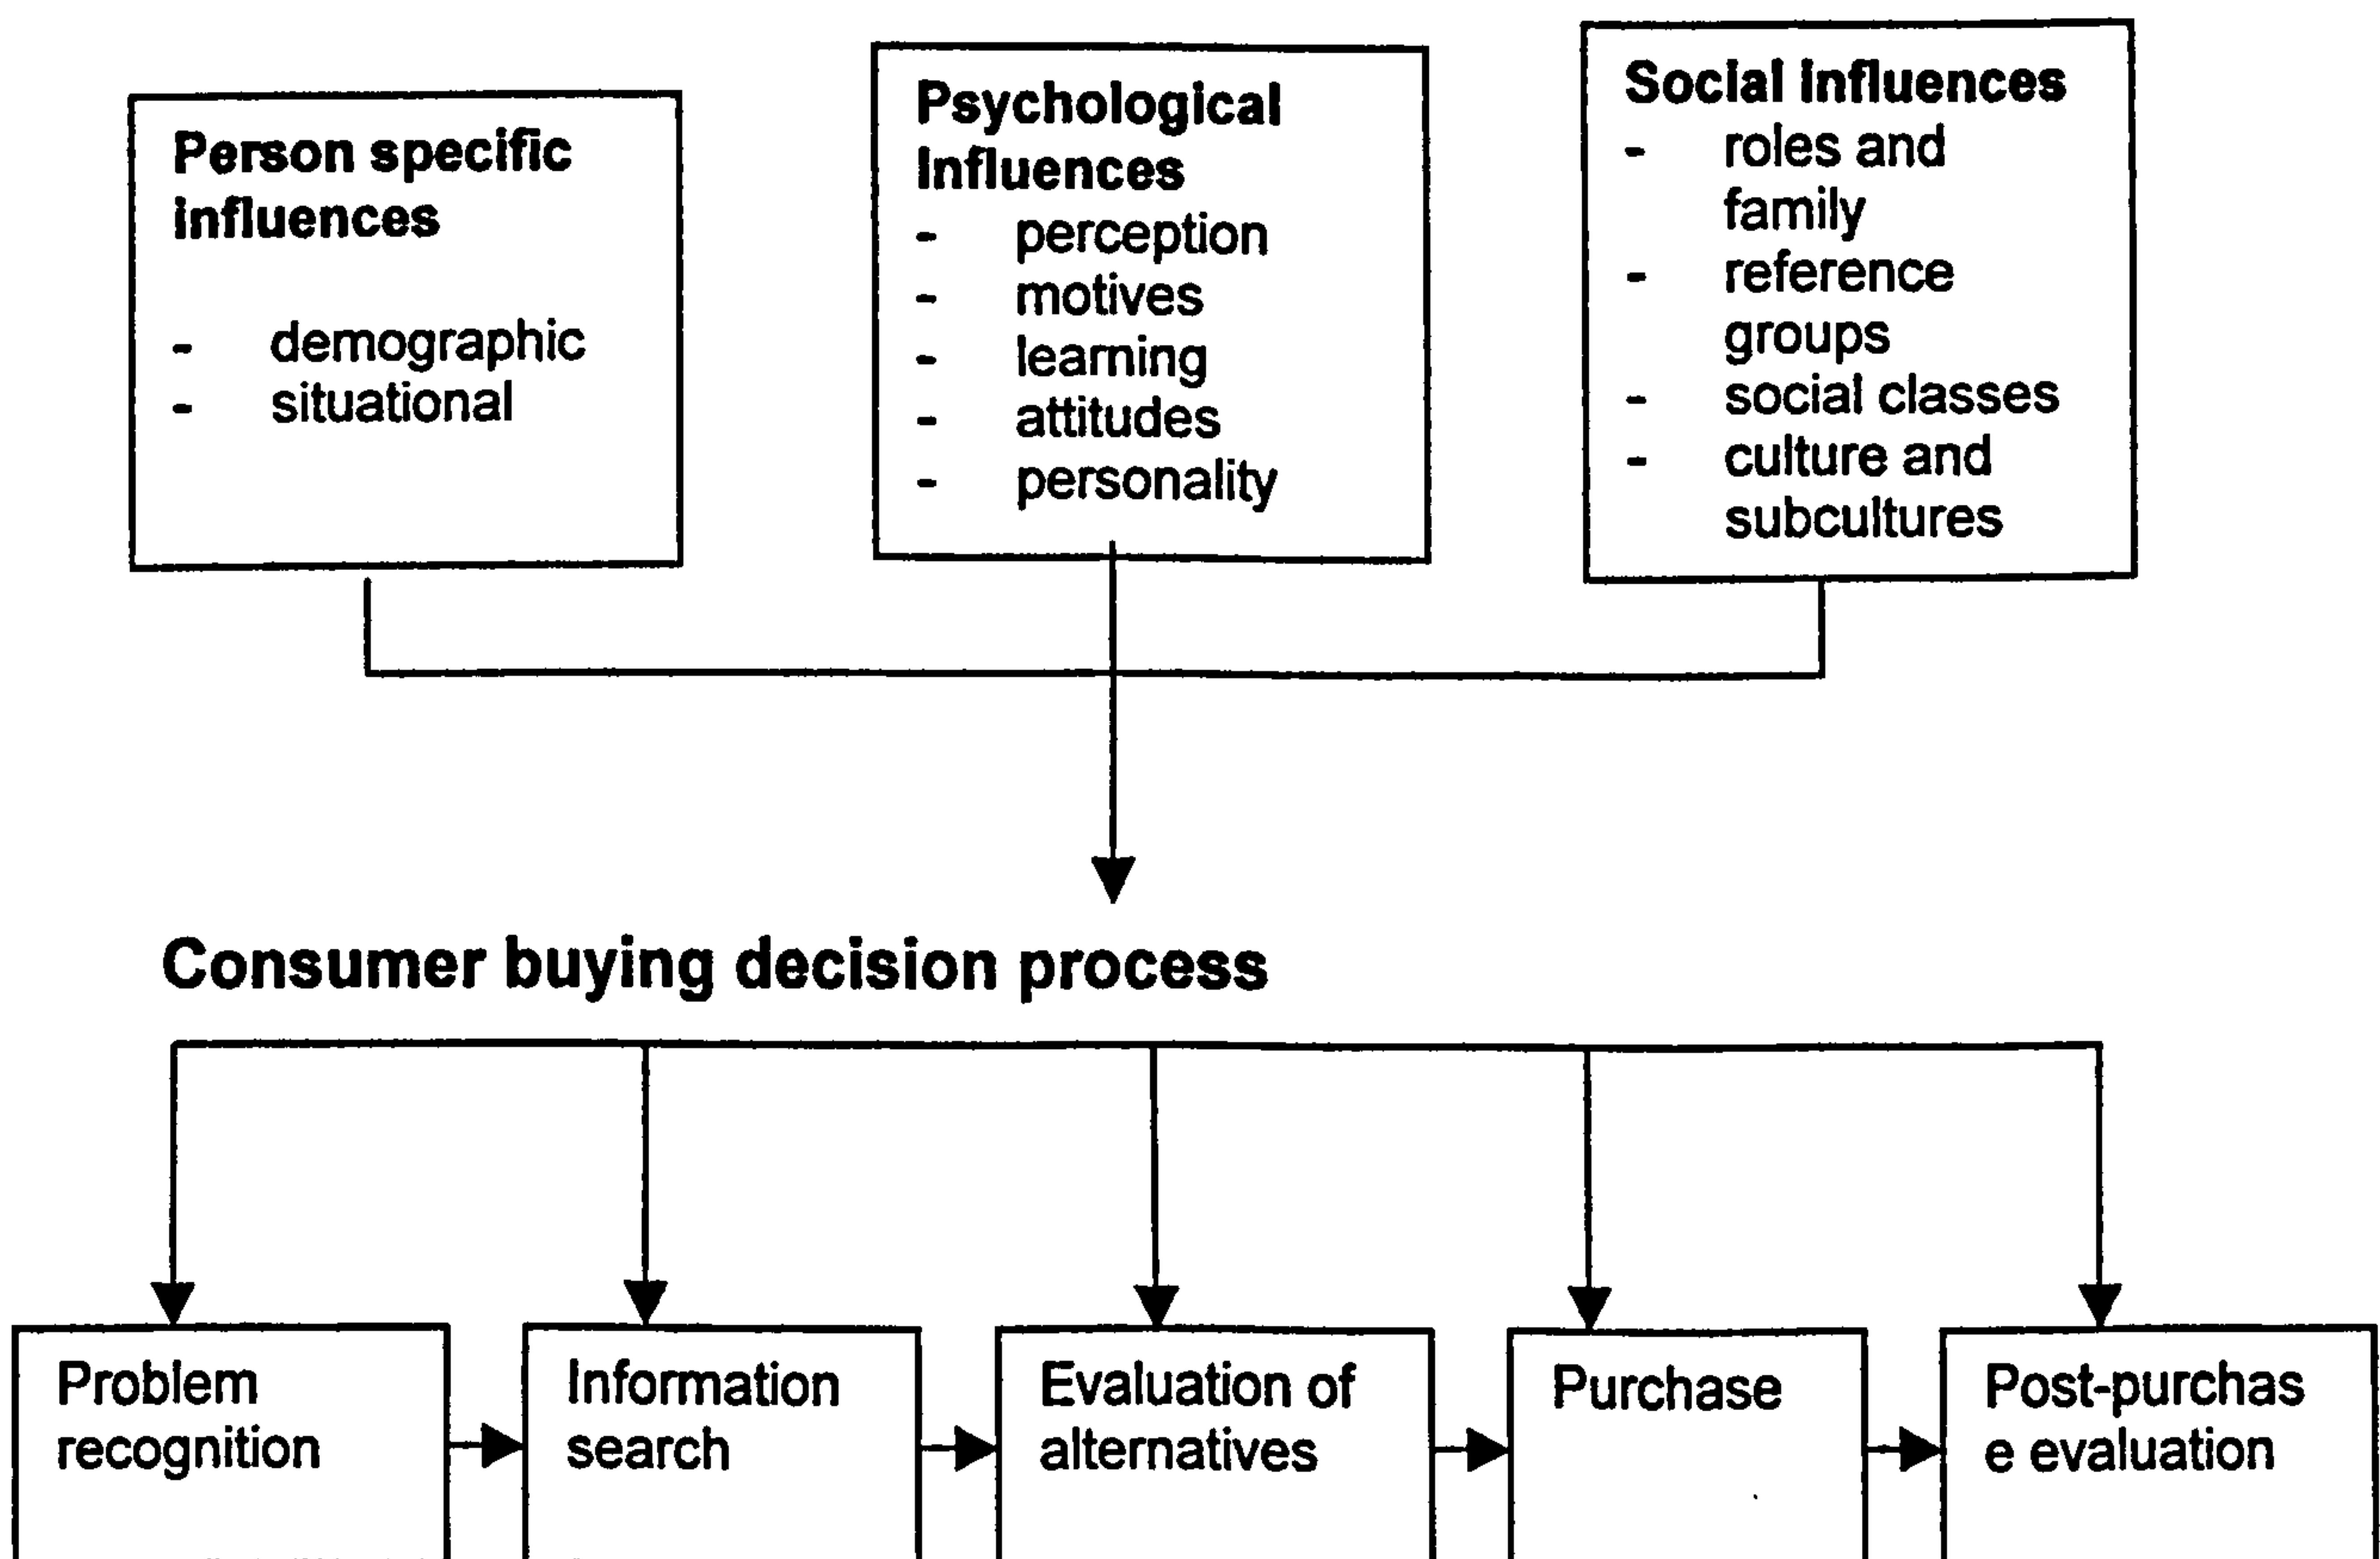 Person specific
influences
- demographic
- situational
Psychological
Influences
- perception
- motives
- learning
- attitudes
- personality
Social Influences
- roles and
family
- reference
groups
- social classes
- culture and
subcultures
Consumer buying decision process
Problem
recognition
Information
search
Evaluation of
alternatives
Purchase
Post-purchas
e evaluation